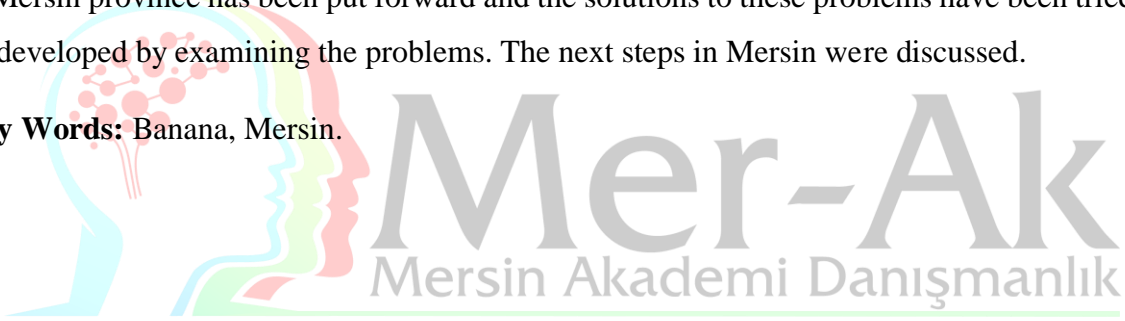 Mersin province has been put forward and the solutions to these problems have been tried
developed by examining the problems. The next steps in Mersin were discussed.
y Words: Banana, Mersin.
Mer-Ak
Mersin Akademi Danışmanlık